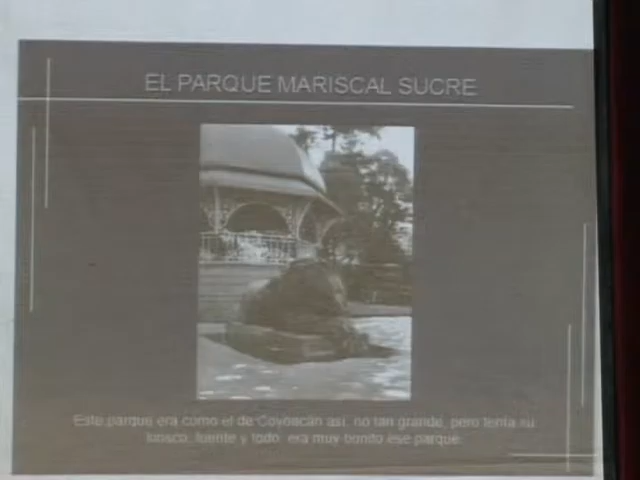 EL PARQUE MARISCAL SUCRE
Este parque era como el de Coyoacán así, no tan grande, pero tenía su
kiosco, fuente y todo, era muy bonito ese parque.